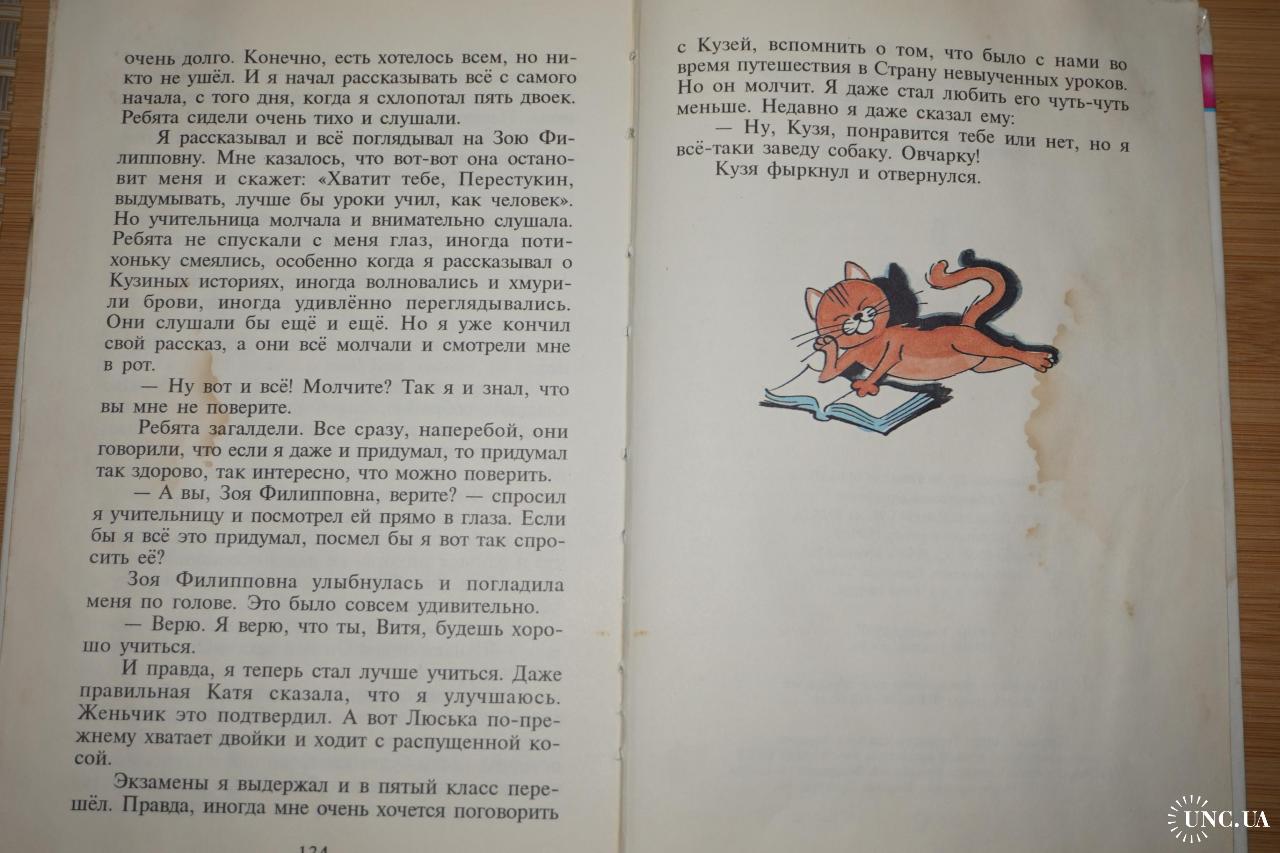 очень долго. Конечно, есть хотелось всем, но ни-
кто не ушёл. И я начал рассказывать всё с самого
начала, с того дня, когда я схлопотал пять двоек.
Ребята сидели очень тихо и слушали.
Я рассказывал и всё поглядывал на Зою Фи-
липповну. Мне казалось, что вот-вот она остано-
вит меня и скажет: «Хватит тебе, Перестукин,
выдумывать, лучше бы уроки учил, как человек».
Но учительница молчала и внимательно слушала.
Ребята не спускали с меня глаз, иногда поти-
хоньку смеялись, особенно когда я рассказывал о
Кузиных историях, иногда волновались и хмури-
ли брови, иногда удивлённо переглядывались.
Они слушали бы ещё и ещё. Но я уже кончил
свой рассказ, а они всё молчали и смотрели мне
в рот.
— Ну вот и всё! Молчите? Так я и знал, что
вы мне не поверите.
Ребята загалдели. Все сразу, наперебой, они
говорили, что если я даже и придумал, то придумал
так здорово, так интересно, что можно поверить.
— А вы, Зоя Филипповна, верите? — спросил
я учительницу и посмотрел ей прямо в глаза. Если
бы я всё это придумал, посмел бы я вот так спро-
сить её?
Зоя Филипповна улыбнулась и погладила
меня по голове. Это было совсем удивительно.
— Верю. Я верю, что ты, Витя, будешь хоро-
шо учиться.
И правда, я теперь стал лучше учиться. Даже
правильная Катя сказала, что я улучшаюсь.
Женьчик это подтвердил. А вот Люська по-преж-
нему хватает двойки и ходит с распущенной ко-
сой.
Экзамены я выдержал и в пятый класс пере-
шёл. Правда, иногда мне очень хочется поговорить
с Кузей, вспомнить о том, что было с нами во
время путешествия в Страну невыученных уроков.
Но он молчит. Я даже стал любить его чуть-чуть
меньше. Недавно я даже сказал ему:
— Ну, Кузя, понравится тебе или нет, но я
всё-таки заведу собаку. Овчарку!
Кузя фыркнул и отвернулся.
UNC.UA